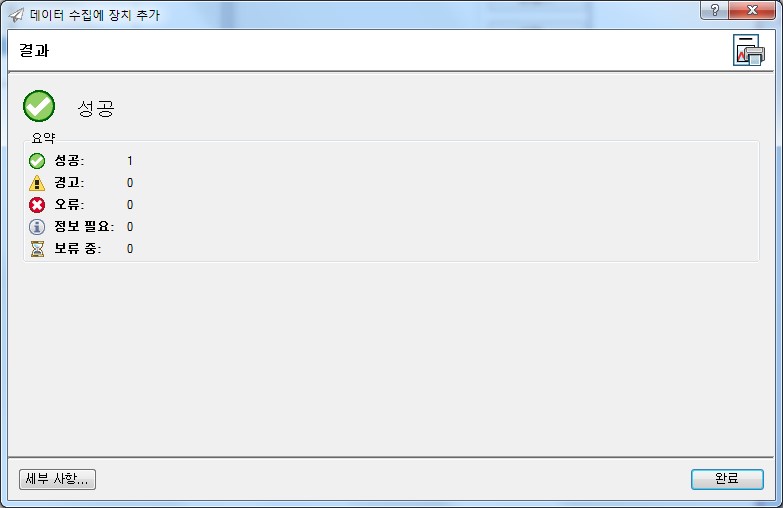 데이터 수집에 장치 추가
결과
성공
요약
성공: 1
경고: 0
오류: 0
정보 필요: 0
보류 중: 0
세부 사항... 완료